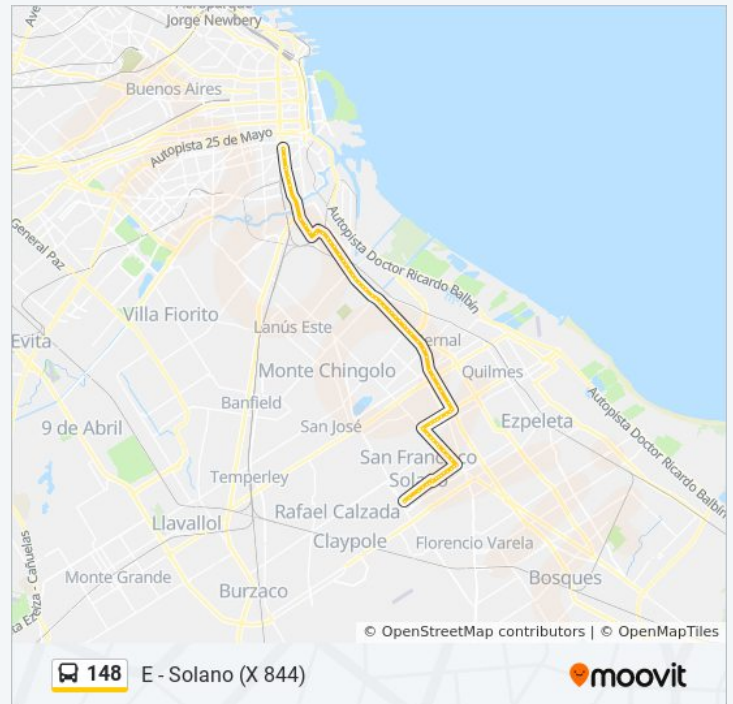 Aeroparque
Jorge Newbery
Ave
Buenos Aires
Autopista 25 de Mayo
General Paz
Autopista Doctor Ricardo Balbín
Villa Fiorito
Lanús Este
Evita
Bernal
Monte Chingolo
Quilmes
Banfield
Autopista Doctor Ricardo Balbín
9 de Abril
San José
Ezpeleta
San Francisco
Solano
Temperley
Rafael Calzada
Llavallol
Claypole
Florencio Varela
ta Ezeiza - Cañuelas
Monte Grande
Bosques
Burzaco
© OpenStreetMap contributors | © OpenMapTiles
148 E - Solano (X 844)
moovit